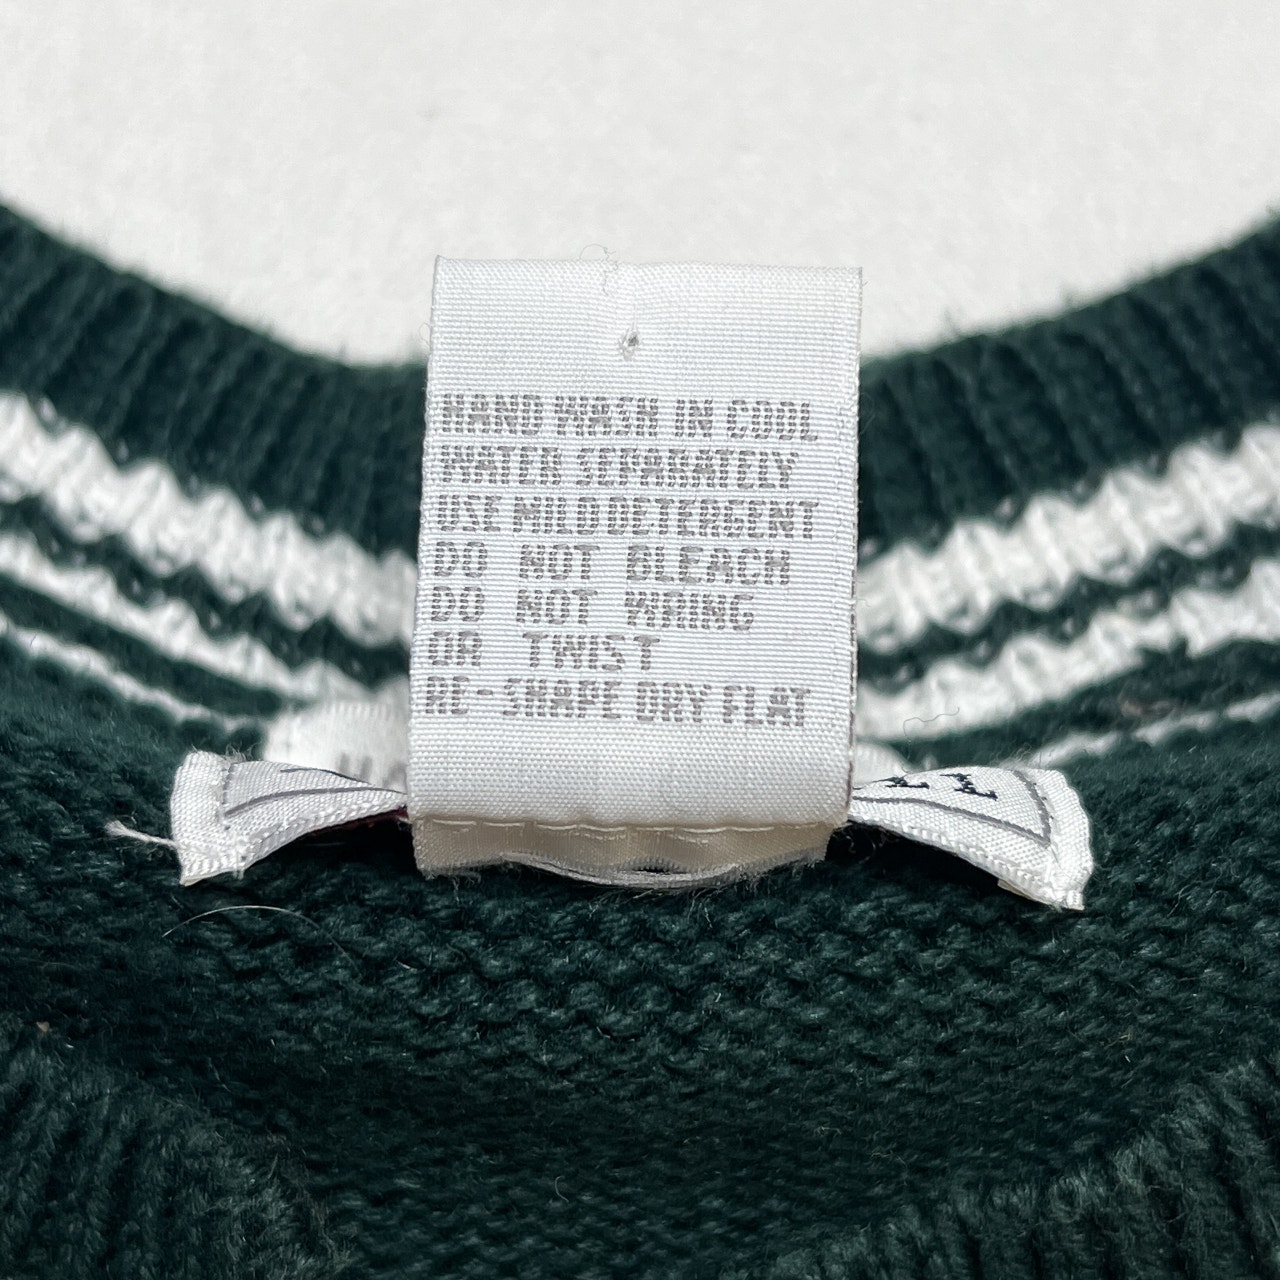 HAND WASH IN COOL
WATER SEPARATELY
USE MILD DETERGENT
DO NOT BLEACH
DO NOT WRING
OR TWIST
RE-SHAPE DRY FLAT